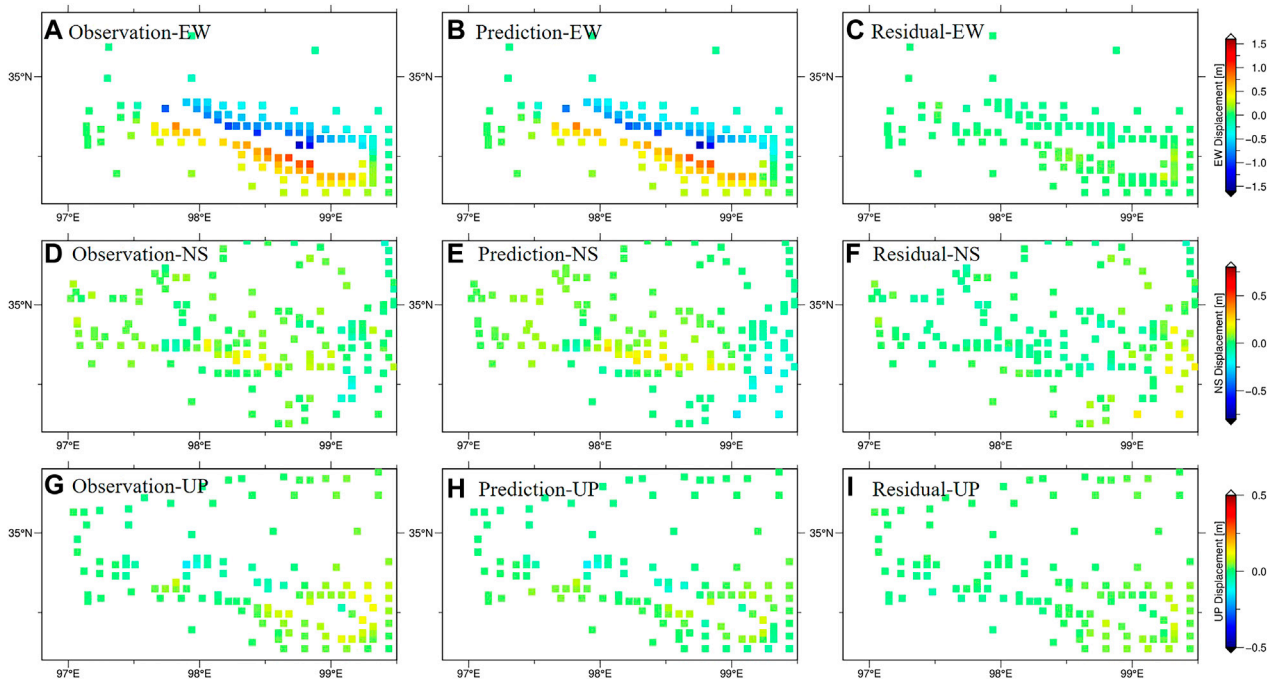 A Observation-EW
B Prediction-EW
C Residual-EW
35°N
35°N
35°N
97°E 98°E 99°E
97°E 98°E 99°E
97°E 98°E 99°E
1.5
1.0
0.5
0.0
−0.5
−1.0
−1.5
EW Displacement [m]
D Observation-NS
E Prediction-NS
F Residual-NS
35°N
35°N
35°N
97°E 98°E 99°E
97°E 98°E 99°E
97°E 98°E 99°E
0.5
0.0
−0.5
NS Displacement [m]
G Observation-UP
H Prediction-UP
I Residual-UP
35°N
35°N
35°N
97°E 98°E 99°E
97°E 98°E 99°E
97°E 98°E 99°E
0.5
0.0
−0.5
UP Displacement [m]